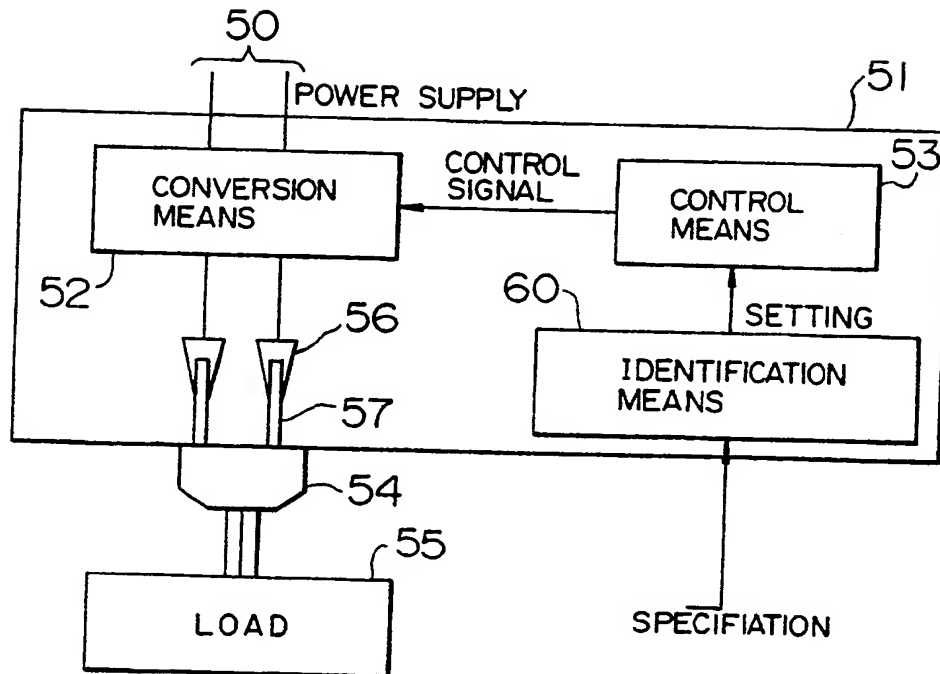 50
POWER SUPPLY
51
CONVERSION
MEANS
CONTROL
SIGNAL
CONTROL
MEANS
53
52
56
57
60
SETTING
IDENTIFICATION
MEANS
54
55
LOAD
SPECIFIATION